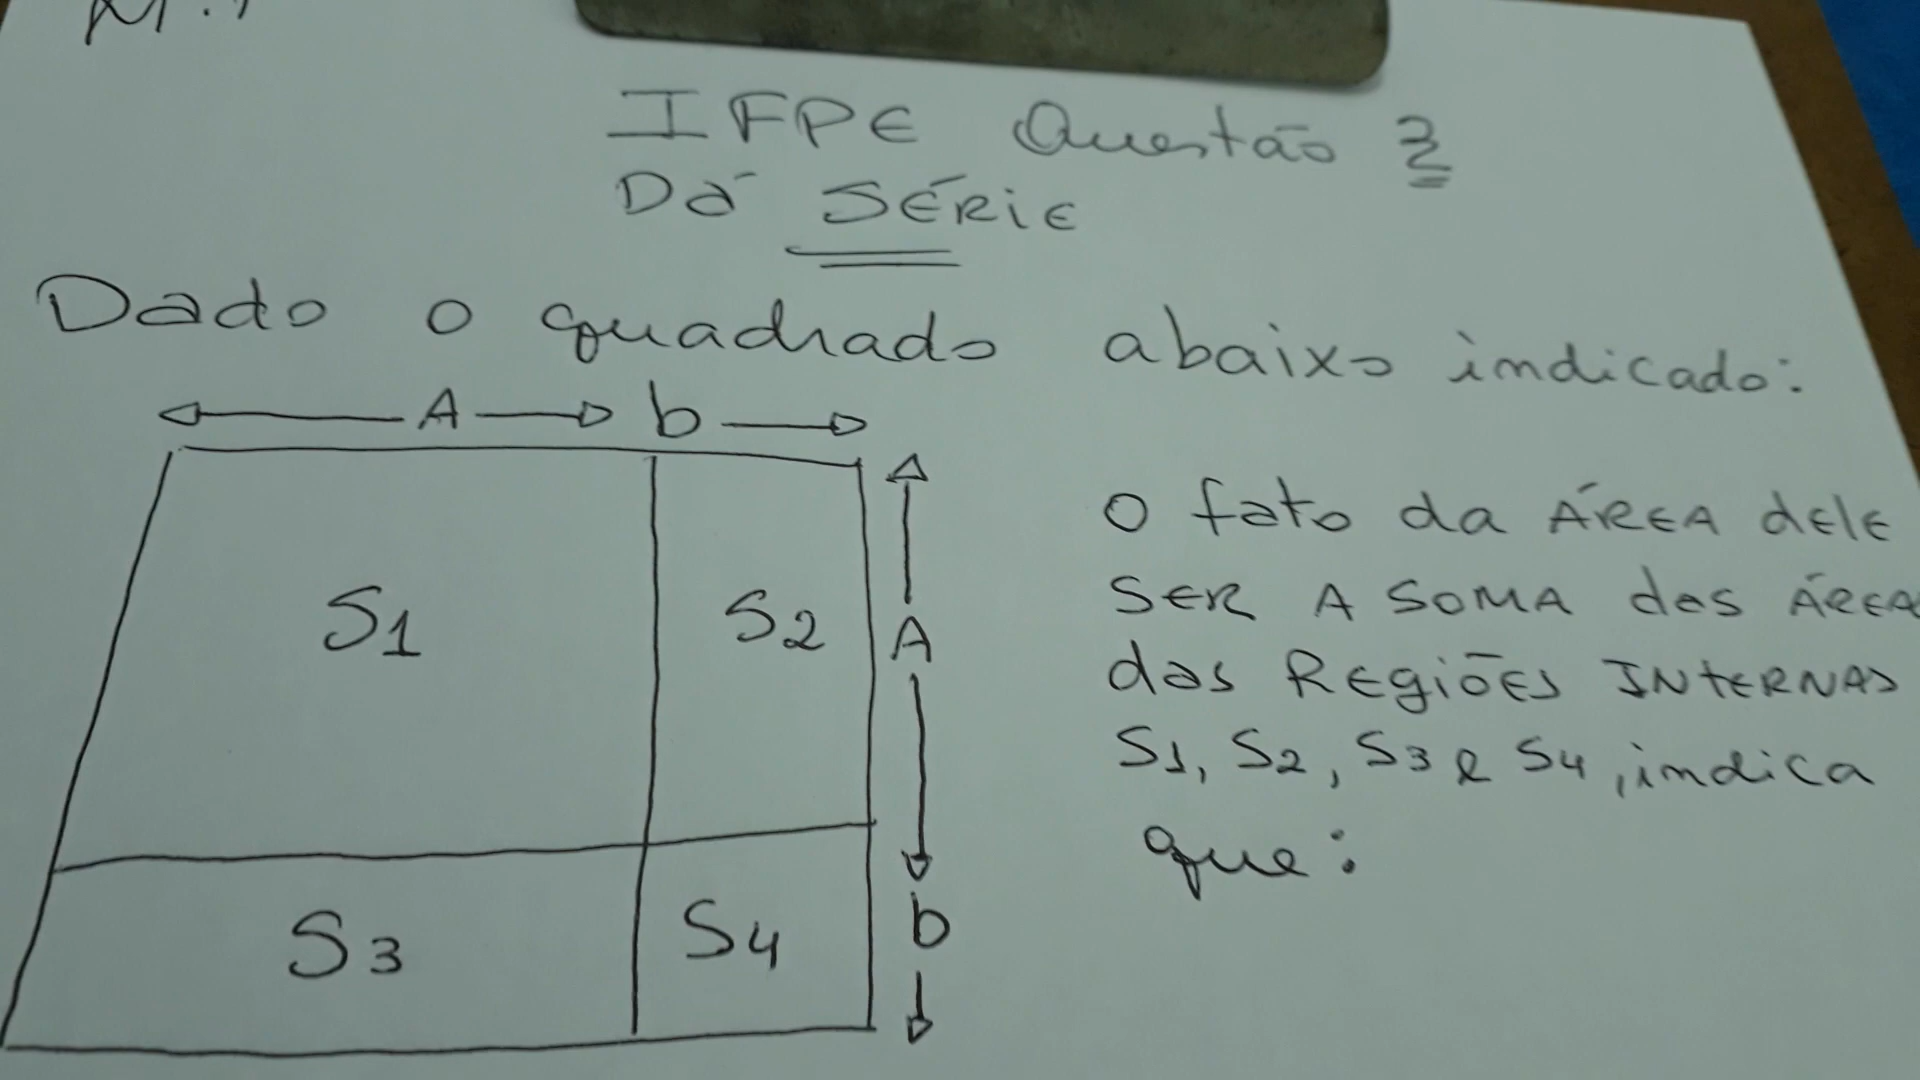 IFPE Questão 2
Da SÉRIE
Dado o quadrado abaixo indicado:
A b
O fato da ÁREA dELE
SER A SOMA das ÁREA
das REgiÕES INtERNAS
S1, S2, S3 e S4, indica
que:
S1 S2 A
S3 S4 b